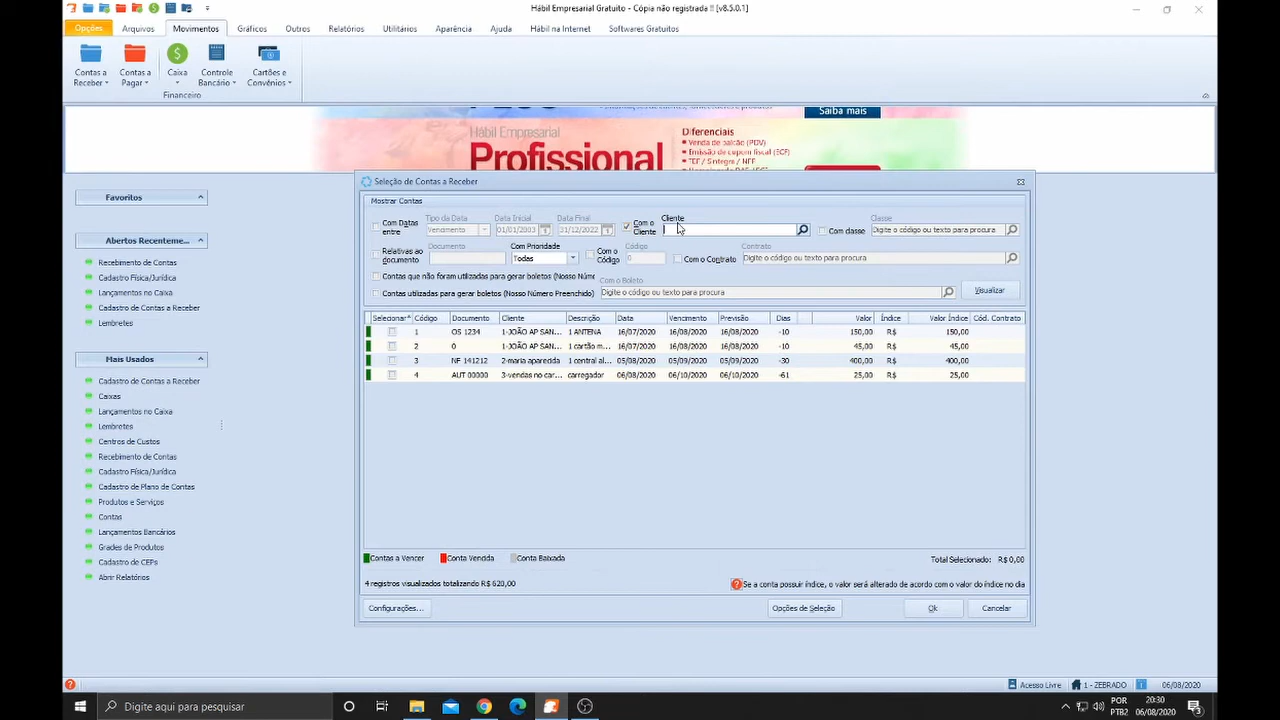 Hábil Empresarial Gratuito - Cópia não registrada !! [v8.5.0.1]
Opções Arquivos Movimentos Gráficos Outros Relatórios Utilitários Aparência Ajuda Hábil na Internet Softwares Gratuitos
Contas a Receber Contas a Pagar Caixa Controle Bancário Cartões e Convênios
Financeiro
Saiba mais
Hábil Empresarial
Profissional
Diferenciais
Venda de balcão (PDV)
Emissão de cupom fiscal (ECF)
TEF / Sintegra / NFP
Favoritos
Abertos Recenteme...
Recebimento de Contas
Cadastro Física/Jurídica
Lançamentos no Caixa
Cadastro de Contas a Receber
Lembretes
Mais Usados
Cadastro de Contas a Receber
Caixas
Lançamentos no Caixa
Lembretes
Centros de Custos
Recebimento de Contas
Cadastro Física/Jurídica
Cadastro de Plano de Contas
Produtos e Serviços
Contas
Lançamentos Bancários
Grades de Produtos
Cadastro de CEPs
Abrir Relatórios
Seleção de Contas a Receber
Mostrar Contas
Com Datas entre Tipo da Data Vencimento Data Inicial 01/01/2003 Data Final 31/12/2022 Com o Cliente Cliente Com classe Classe Digite o código ou texto para procura
Relativas ao documento Documento Com Prioridade Todas Com o Código Código 0 Com o Contrato Contrato Digite o código ou texto para procura
Contas que não foram utilizadas para gerar boletos (Nosso Núme
Contas utilizadas para gerar boletos (Nosso Número Preenchido) Com o Boleto Digite o código ou texto para procura Visualizar
Selecionar Código Documento Cliente Descrição Data Vencimento Previsão Dias Valor Índice Valor Índice Cód. Contrato
1 OS 1234 1-JOÃO AP SAN... 1 ANTENA 16/07/2020 16/08/2020 16/08/2020 -10 150,00 R$ 150,00
2 0 1-JOÃO AP SAN... 1 cartão m... 16/07/2020 16/08/2020 16/08/2020 -10 45,00 R$ 45,00
3 NF 141212 2-maria aparecida 1 central al... 05/08/2020 05/09/2020 05/09/2020 -30 400,00 R$ 400,00
4 AUT 00000 3-vendas no car... carregador 06/08/2020 06/10/2020 06/10/2020 -61 25,00 R$ 25,00
Contas a Vencer Conta Vencida Conta Baixada Total Selecionado: R$ 0,00
4 registros visualizados totalizando R$ 620,00 Se a conta possuir índice, o valor será alterado de acordo com o valor do índice no dia
Configurações... Opções de Seleção Ok Cancelar
Acesso Livre 1 - ZEBRADO 06/08/2020
Digite aqui para pesquisar
POR
PTB2
20:30
06/08/2020
3